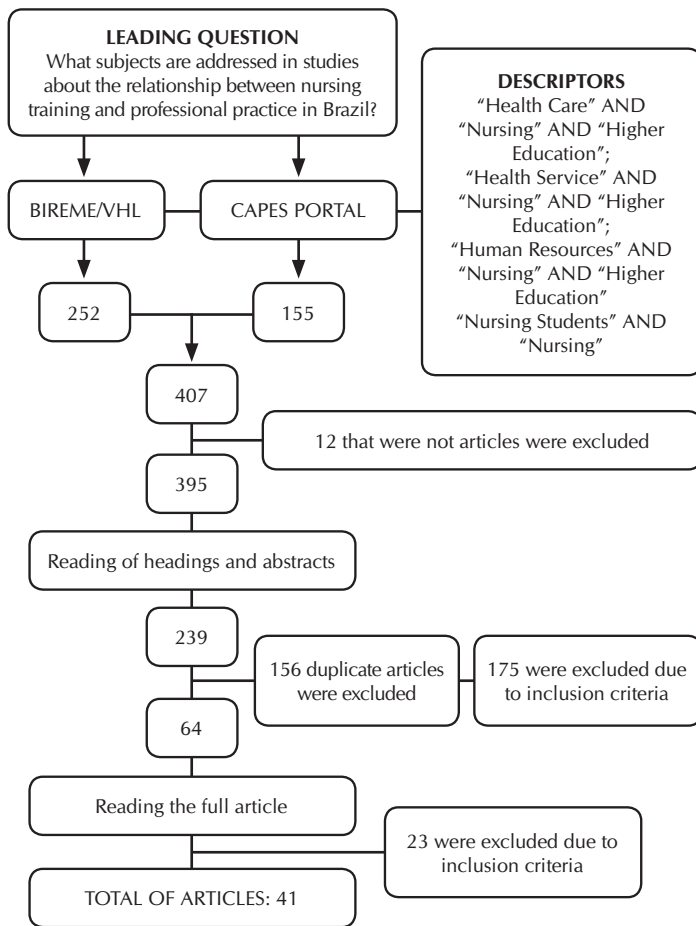 LEADING QUESTION
What subjects are addressed in studies
about the relationship between nursing
training and professional practice in Brazil?
DESCRIPTORS
“Health Care” AND
“Nursing” AND “Higher
Education”;
“Health Service” AND
“Nursing” AND “Higher
Education”;
“Human Resources” AND
“Nursing” AND “Higher
Education”
“Nursing Students” AND
“Nursing”
BIREME/VHL
CAPES PORTAL
252
155
407
12 that were not articles were excluded
395
Reading of headings and abstracts
239
156 duplicate articles
were excluded
175 were excluded due
to inclusion criteria
64
Reading the full article
23 were excluded due to
inclusion criteria
TOTAL OF ARTICLES: 41